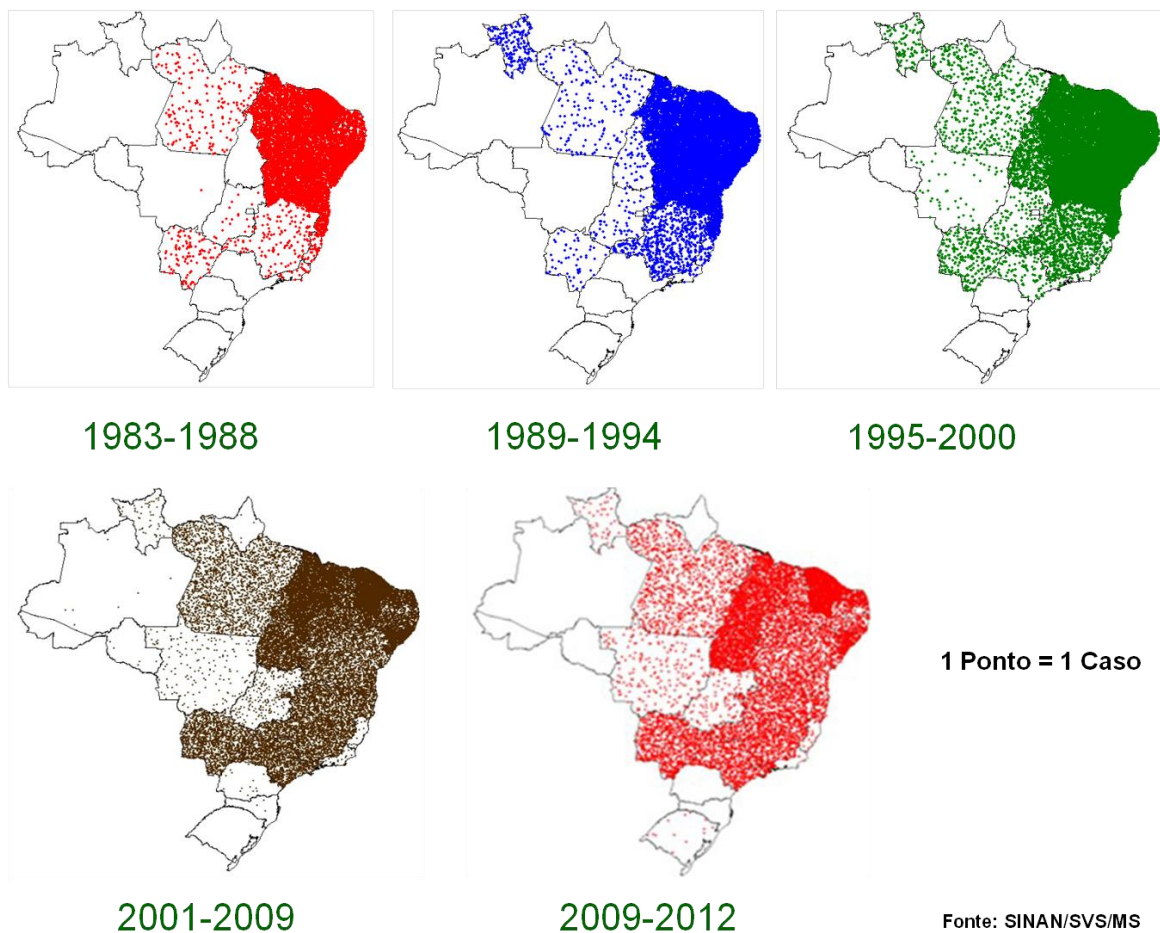 1983-1988
1989-1994
1995-2000
1 Ponto = 1 Caso
2001-2009
2009-2012
Fonte: SINAN/SVS/MS